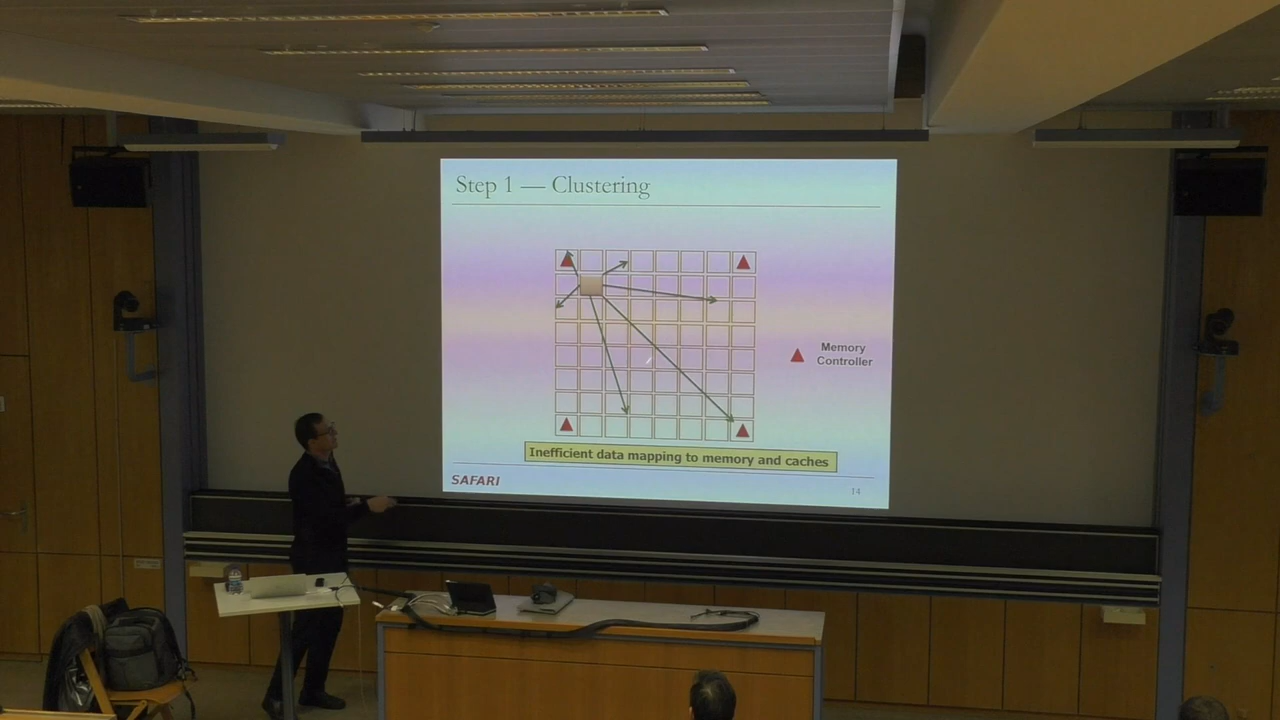 Step 1 — Clustering
Memory
Controller
Inefficient data mapping to memory and caches
SAFARI
14